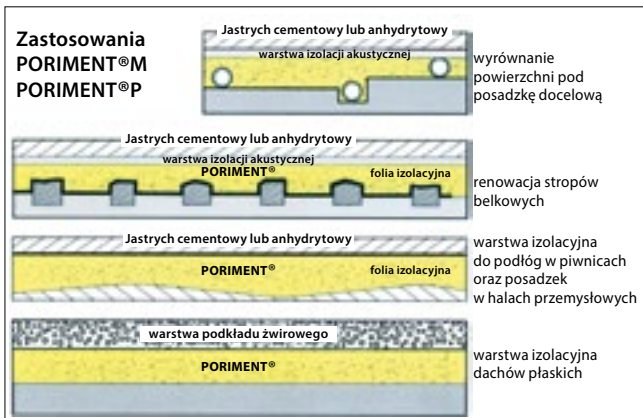 Zastosowania
PORIMENT®M
PORIMENT®P
Jastrych cementowy lub anhydrytowy
warstwa izolacji akustycznej
wyrównanie
powierzchni pod
posadzkę docelową
Jastrych cementowy lub anhydrytowy
warstwa izolacji akustycznej
PORIMENT®
folia izolacyjna
renowacja stropów
belkowych
Jastrych cementowy lub anhydrytowy
PORIMENT®
folia izolacyjna
warstwa izolacyjna
do podłóg w piwnicach
oraz posadzek
w halach przemysłowych
warstwa podkładu żwirowego
PORIMENT®
warstwa izolacyjna
dachów płaskich